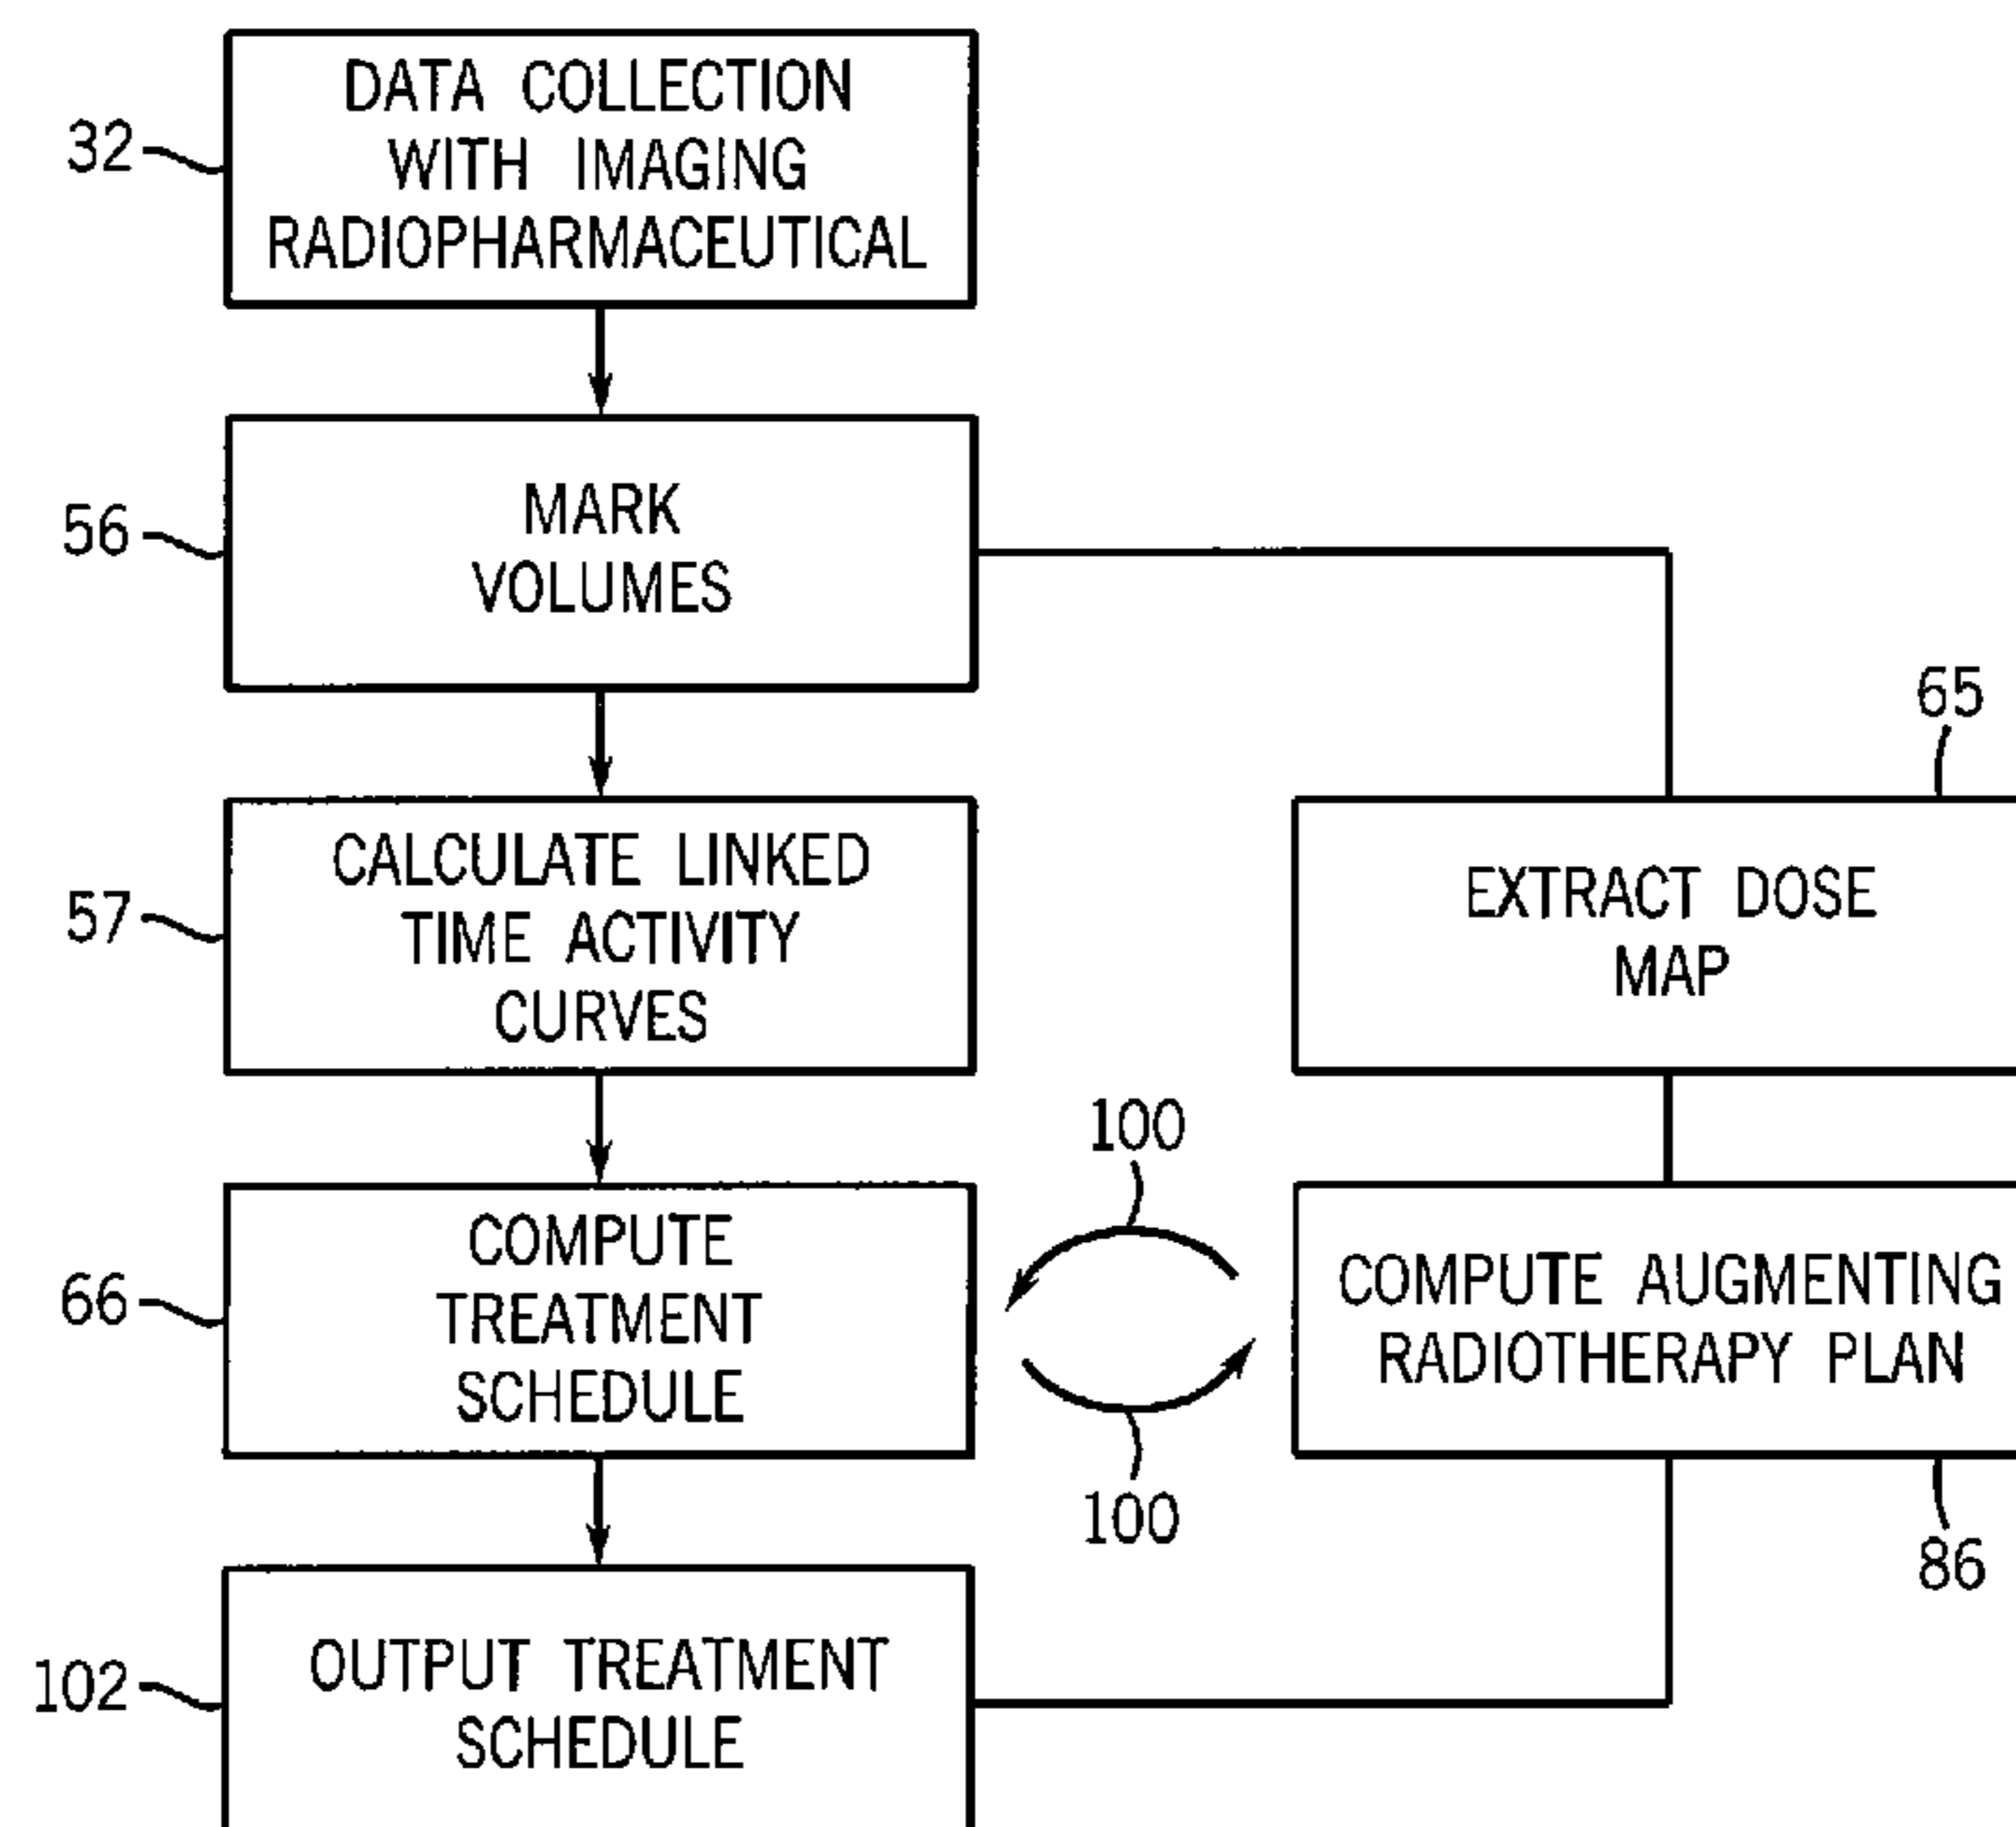 DATA COLLECTION
WITH IMAGING
RADIOPHARMACEUTICAL
32
MARK
VOLUMES
56
65
CALCULATE LINKED
TIME ACTIVITY
CURVES
57
EXTRACT DOSE
MAP
100
COMPUTE
TREATMENT
SCHEDULE
66
COMPUTE AUGMENTING
RADIOTHERAPY PLAN
100
86
OUTPUT TREATMENT
SCHEDULE
102